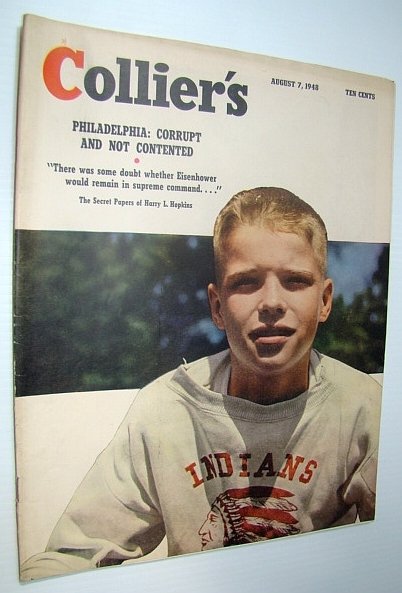 Collier's
AUGUST 7, 1948
TEN CENTS
PHILADELPHIA: CORRUPT
AND NOT CONTENTED
"There was some doubt whether Eisenhower
would remain in supreme command. . . ."
The Secret Papers of Harry L. Hopkins
INDIANS